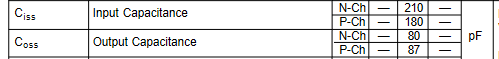 Ciss Input Capacitance N-Ch — 210 —
P-Ch — 180 —
pF
Coss Output Capacitance N-Ch — 80 —
P-Ch — 87 —